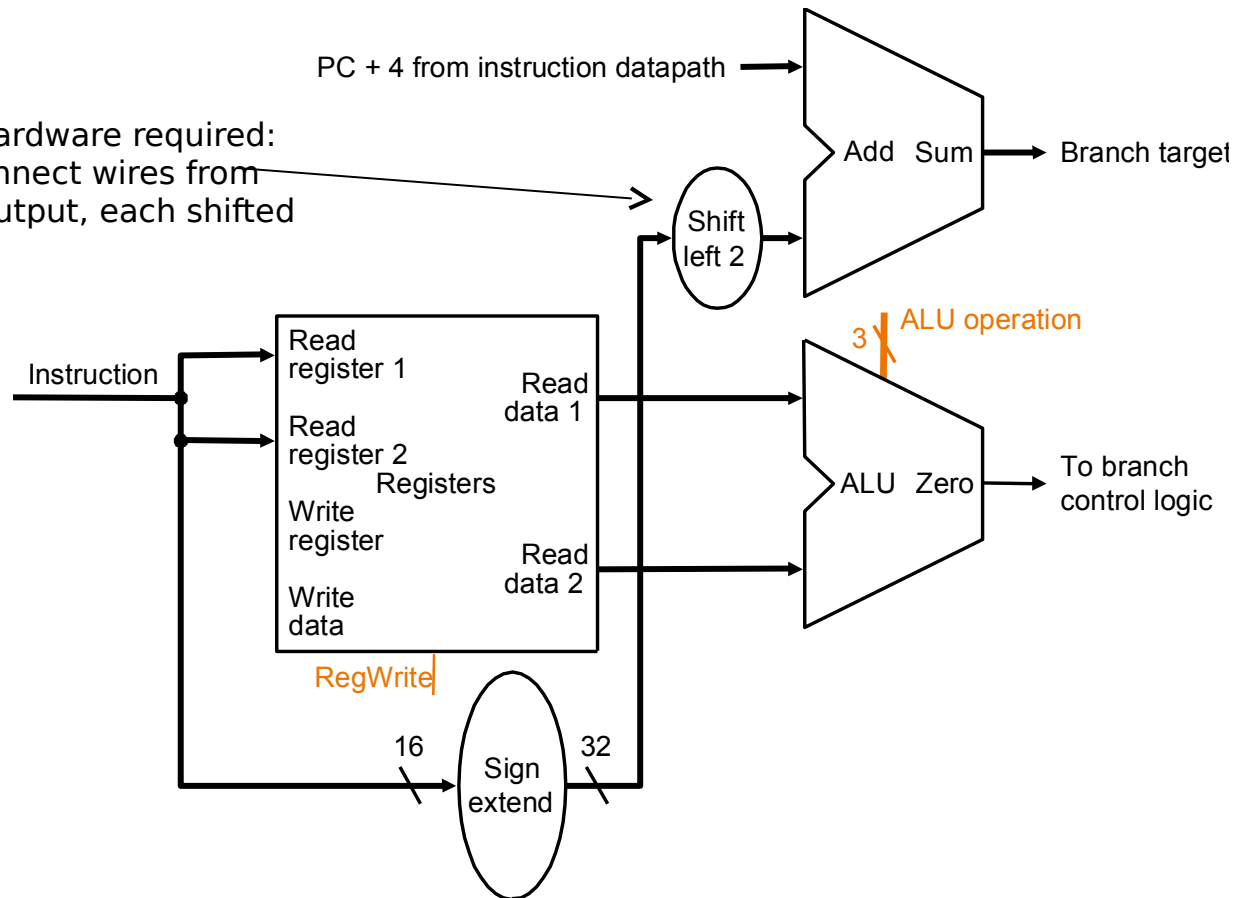 PC + 4 from instruction datapath
ardware required:
nnect wires from
utput, each shifted
Add Sum
Branch target
Shift
left 2
ALU operation
3
Instruction
Read
register 1
Read
data 1
Read
register 2
Registers
Write
register
Read
data 2
Write
data
ALU Zero
To branch
control logic
RegWrite
16
Sign
extend
32